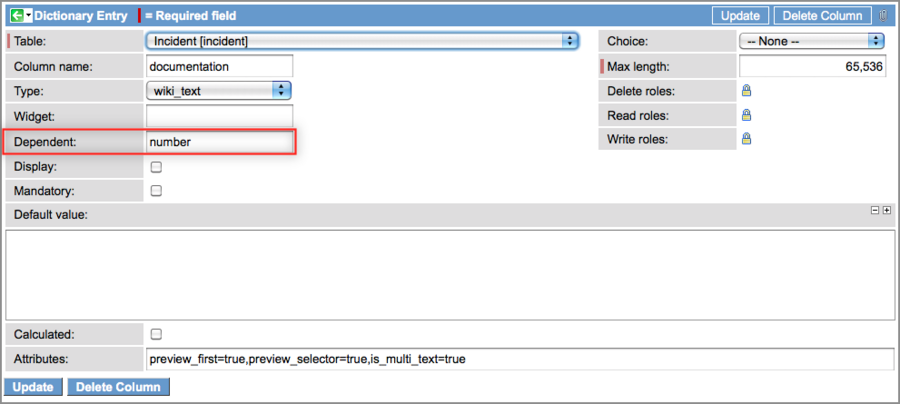 Dictionary Entry = Required field Update Delete Column
Table: Incident [incident] Choice: -- None --
Column name: documentation Max length: 65,536
Type: wiki_text Delete roles:
Widget: Read roles:
Dependent: number Write roles:
Display:
Mandatory:
Default value:
Calculated:
Attributes: preview_first=true,preview_selector=true,is_multi_text=true
Update Delete Column